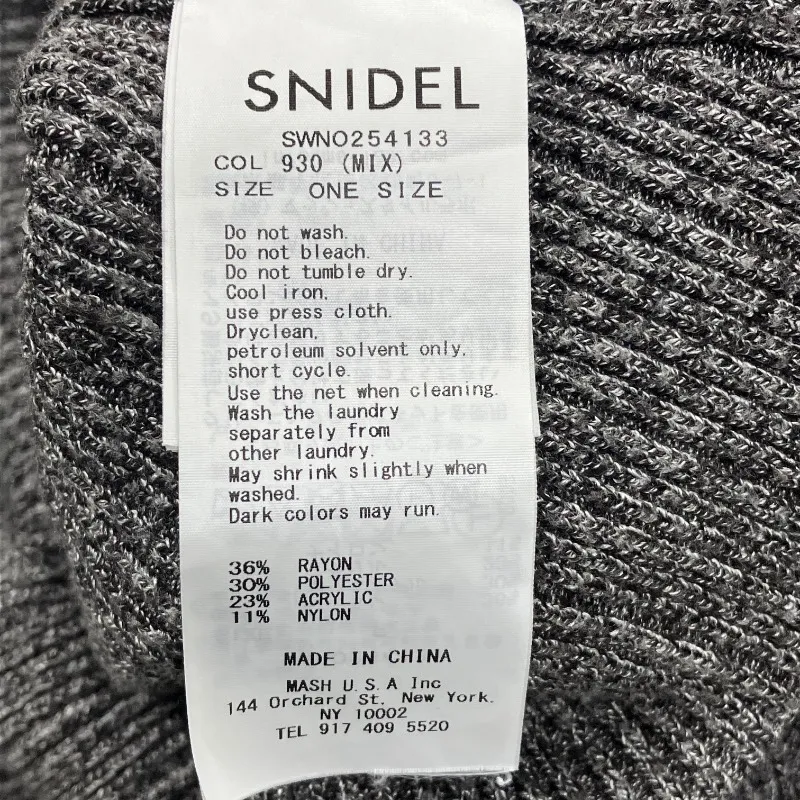 SNIDEL
SWNO254133
COL 930 (MIX)
SIZE ONE SIZE
Do not wash.
Do not bleach.
Do not tumble dry.
Cool iron,
use press cloth.
Dryclean,
petroleum solvent only,
short cycle.
Use the net when cleaning.
Wash the laundry
separately from
other laundry.
May shrink slightly when
washed.
Dark colors may run.
36% RAYON
30% POLYESTER
23% ACRYLIC
11% NYLON
MADE IN CHINA
MASH U.S.A Inc
144 Orchard St, New York,
NY 10002
TEL 917 409 5520